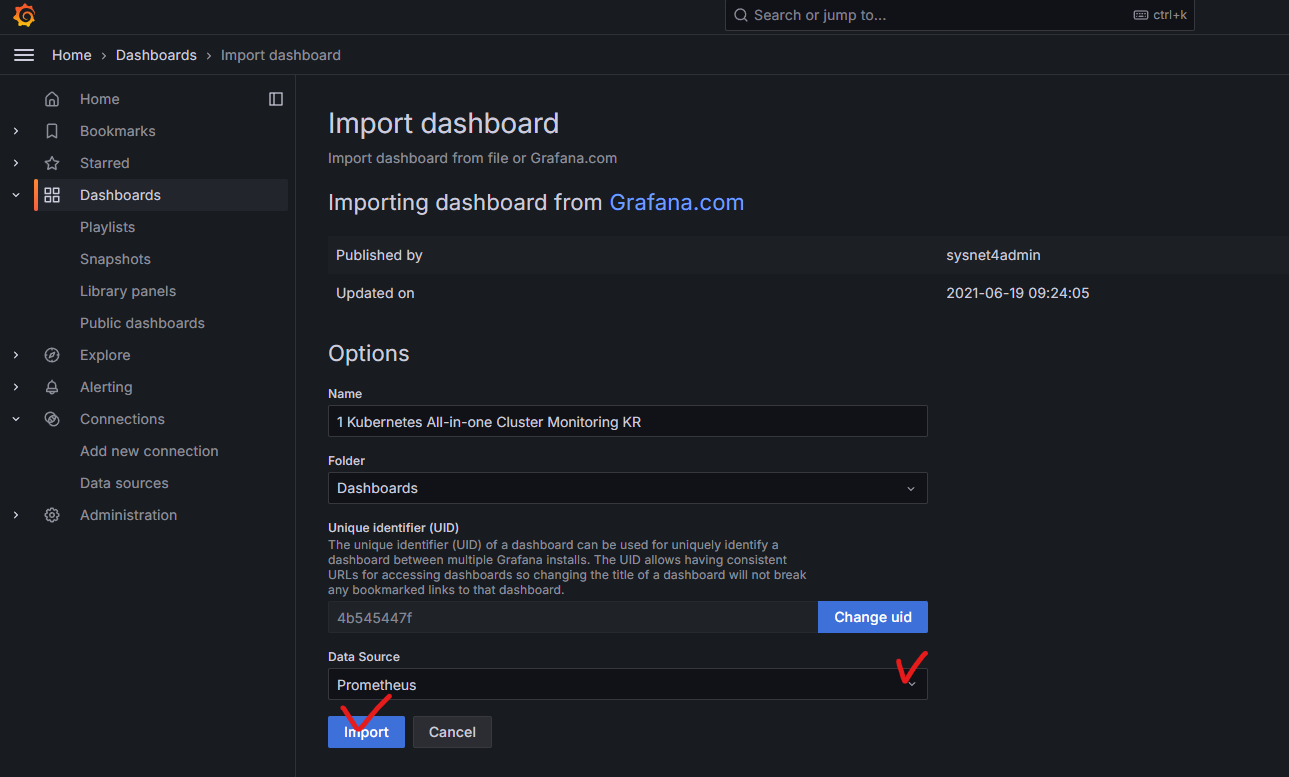 Search or jump to...
ctrl+k
Home › Dashboards › Import dashboard
Home
Bookmarks
Starred
Dashboards
Playlists
Snapshots
Library panels
Public dashboards
Explore
Alerting
Connections
Add new connection
Data sources
Administration
Import dashboard
Import dashboard from file or Grafana.com
Importing dashboard from Grafana.com
Published by sysnet4admin
Updated on 2021-06-19 09:24:05
Options
Name
1 Kubernetes All-in-one Cluster Monitoring KR
Folder
Dashboards
Unique identifier (UID)
The unique identifier (UID) of a dashboard can be used for uniquely identify a
dashboard between multiple Grafana installs. The UID allows having consistent
URLs for accessing dashboards so changing the title of a dashboard will not break
any bookmarked links to that dashboard.
4b545447f
Change uid
Data Source
Prometheus
Import
Cancel